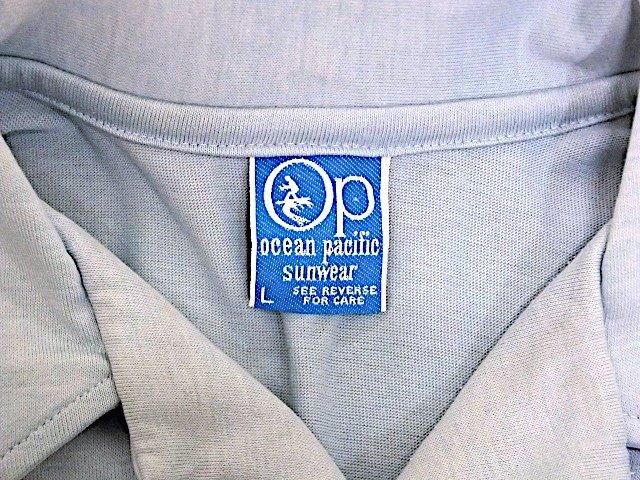 Op
ocean pacific
sunwear
L SEE REVERSE
FOR CARE